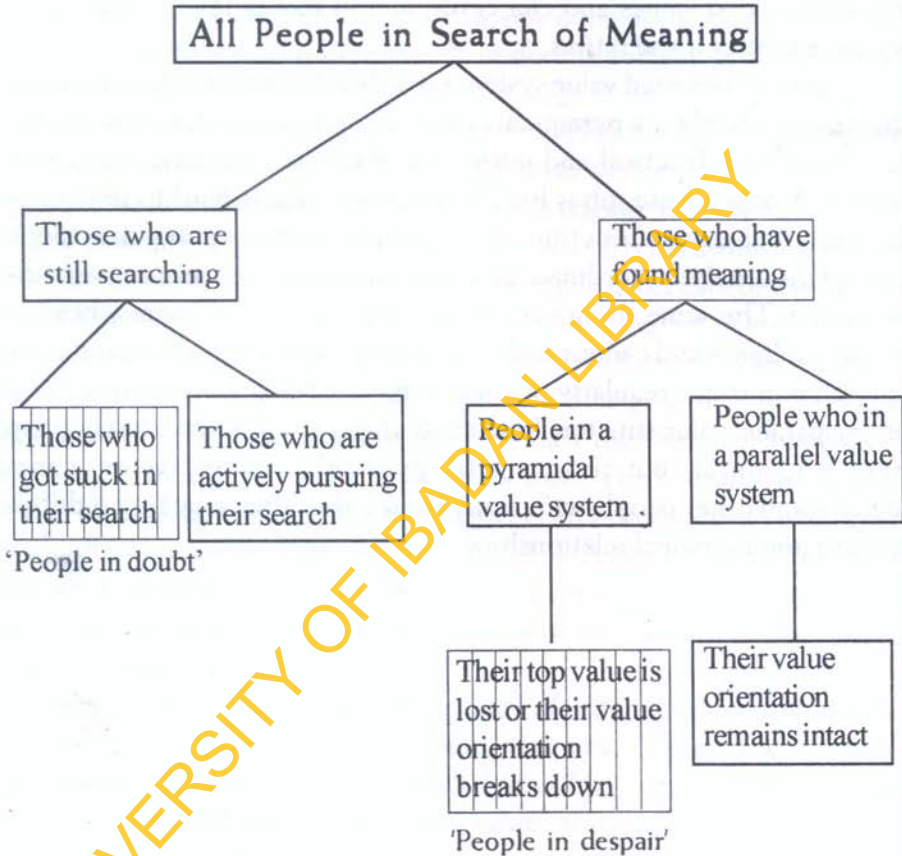 All People in Search of Meaning
Those who are
still searching
Those who have
found meaning
Those who
got stuck in
their search
'People in doubt'
Those who are
actively pursuing
their search
People in a
pyramidal
value system
People who in
a parallel value
system
Their top value is
lost or their value
orientation
breaks down
'People in despair'
Their value
orientation
remains intact
VERSITY OF IBADAN LIBRARY